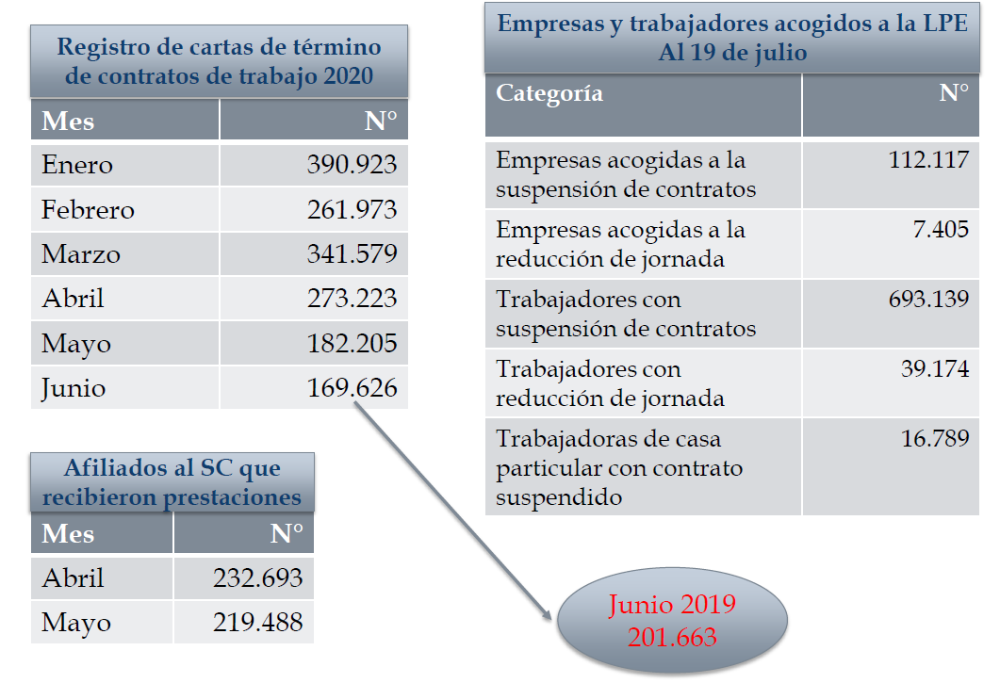 Registro de cartas de término
de contratos de trabajo 2020
Mes N°
Enero 390.923
Febrero 261.973
Marzo 341.579
Abril 273.223
Mayo 182.205
Junio 169.626
Afiliados al SC que
recibieron prestaciones
Mes N°
Abril 232.693
Mayo 219.488
Empresas y trabajadores acogidos a la LPE
Al 19 de julio
Categoría N°
Empresas acogidas a la 112.117
suspensión de contratos
Empresas acogidas a la 7.405
reducción de jornada
Trabajadores con 693.139
suspensión de contratos
Trabajadores con 39.174
reducción de jornada
Trabajadoras de casa 16.789
particular con contrato
suspendido
Junio 2019
201.663